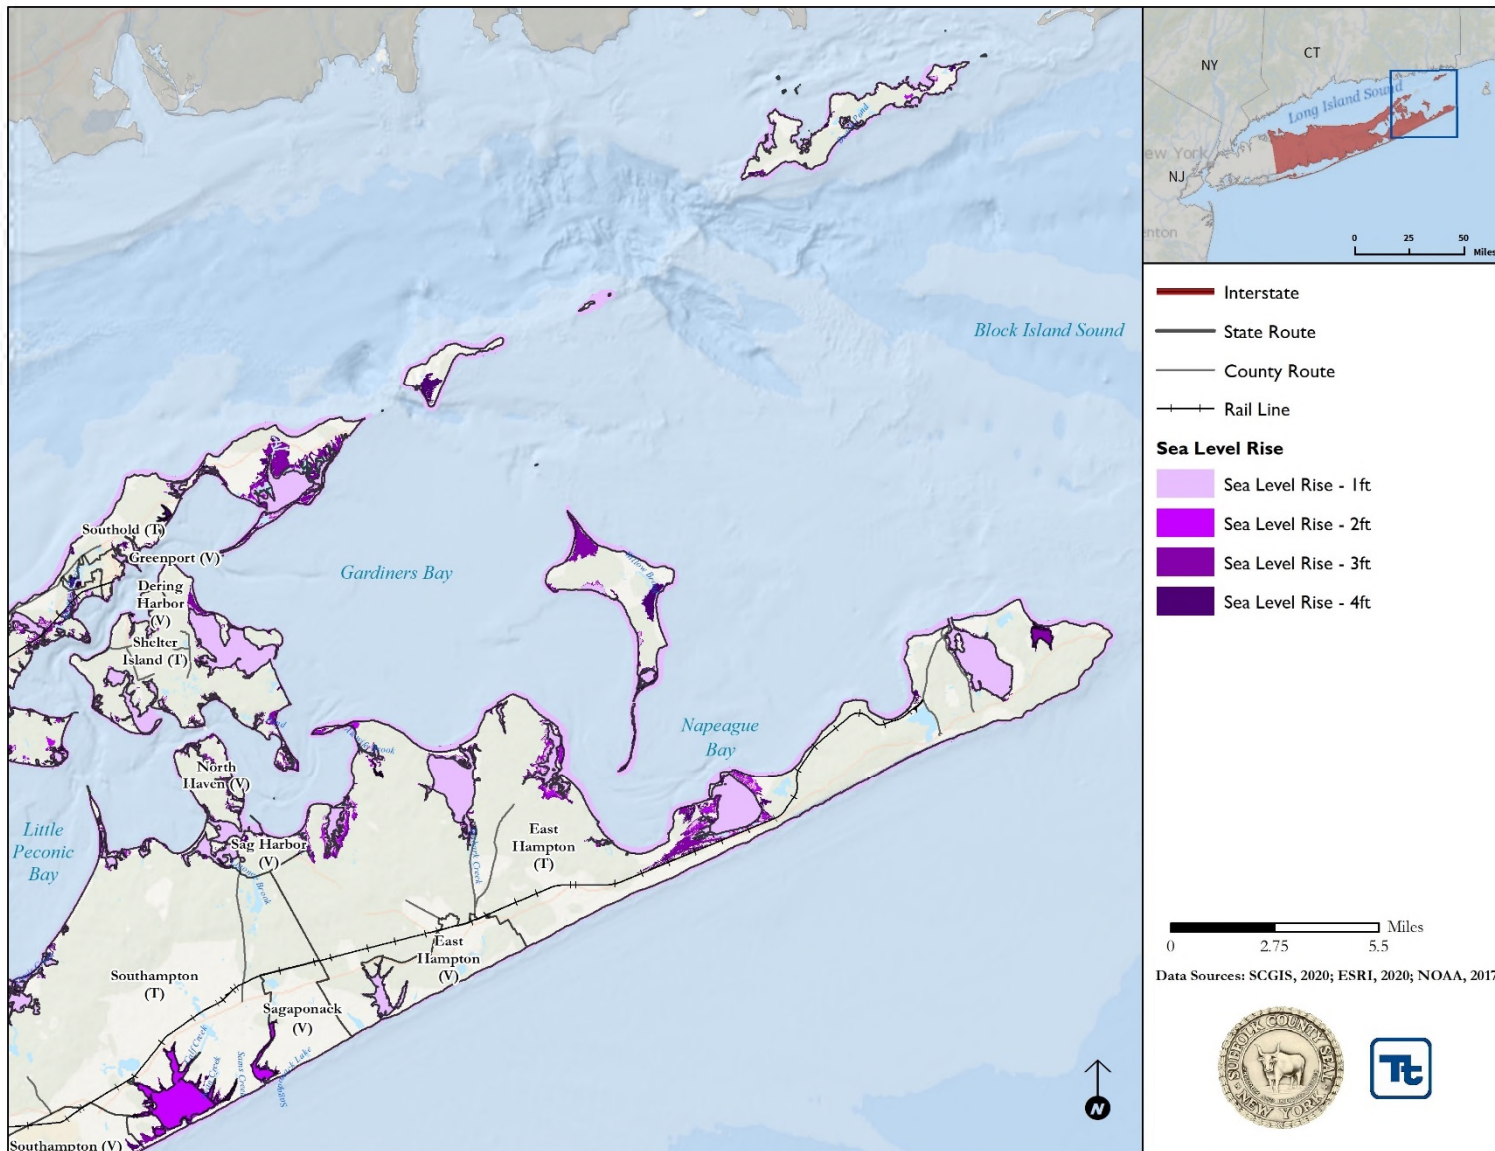 NY
CT
Long Island Sound
New York
NJ
0 25 50
Miles
Block Island Sound
Southold (T)
Greenport (V)
Gardiners Bay
Dering
Harbor
(V)
Shelter
Island (T)
Napeague
Bay
North
Haven (V)
Little
Peconic
Bay
Sag Harbor
(V)
East
Hampton
(T)
East
Hampton
(V)
Southampton
(T)
Sagaponack
(V)
Southampton (V)
N
Interstate
State Route
County Route
Rail Line
Sea Level Rise
Sea Level Rise - 1ft
Sea Level Rise - 2ft
Sea Level Rise - 3ft
Sea Level Rise - 4ft
Miles
0 2.75 5.5
Data Sources: SCGIS, 2020; ESRI, 2020; NOAA, 2017
SUFFOLK COUNTY SEAL
NEW YORK
Tt